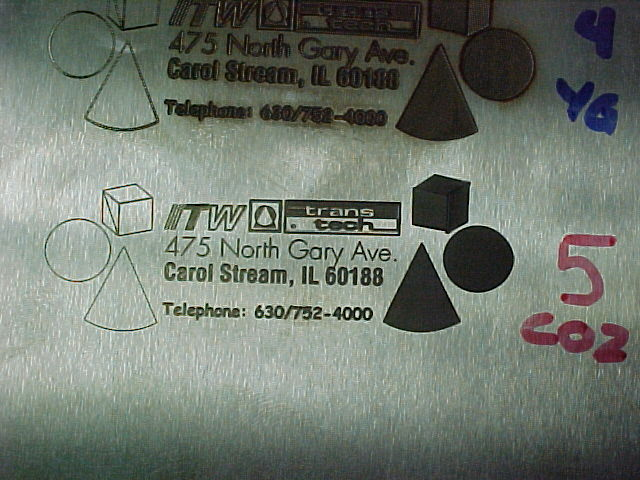 ITW trans tech
475 North Gary Ave.
Carol Stream, IL 60188
Telephone: 630/752-4000
4
YG
ITW trans tech
475 North Gary Ave.
Carol Stream, IL 60188
Telephone: 630/752-4000
5
CO2